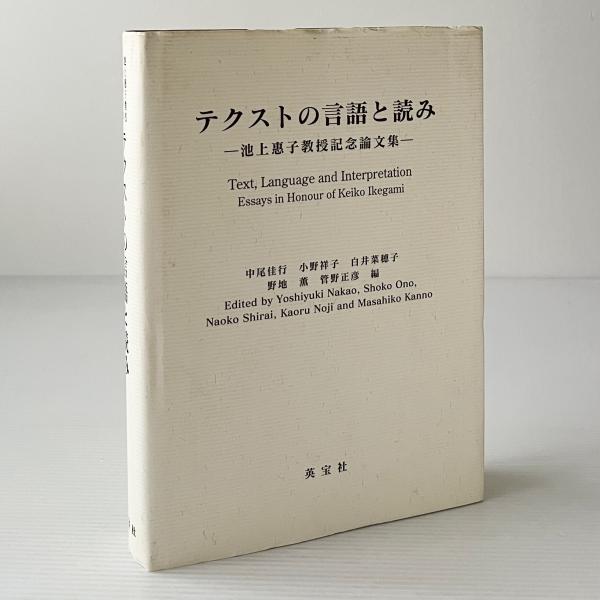 テクストの言語と読み
―池上惠子教授記念論文集―
Text, Language and Interpretation
Essays in Honour of Keiko Ikegami
中尾佳行 小野祥子 白井菜穂子
野地 薫 管野正彦 編
Edited by Yoshiyuki Nakao, Shoko Ono,
Naoko Shirai, Kaoru Noji and Masahiko Kanno
英宝社